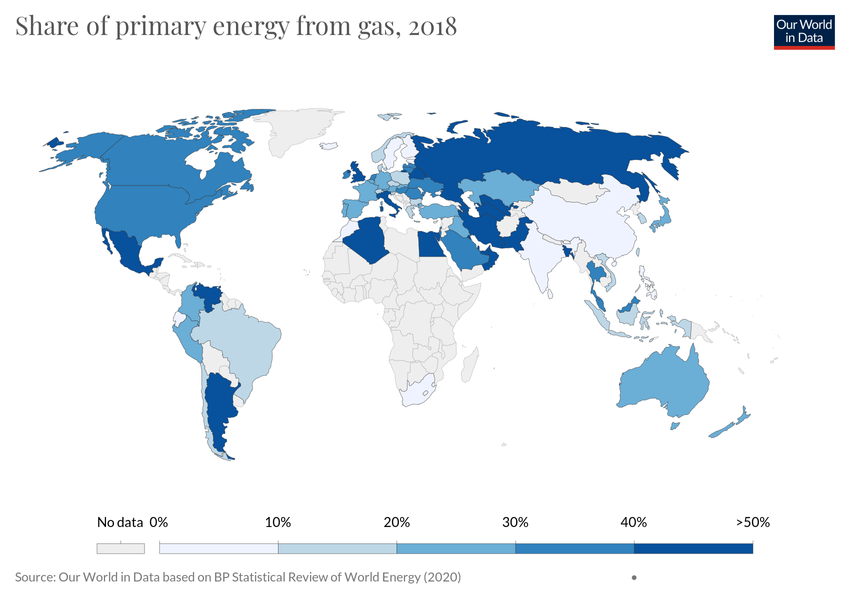 Share of primary energy from gas, 2018
Our World
in Data
No data 0% 10% 20% 30% 40% >50%
Source: Our World in Data based on BP Statistical Review of World Energy (2020)